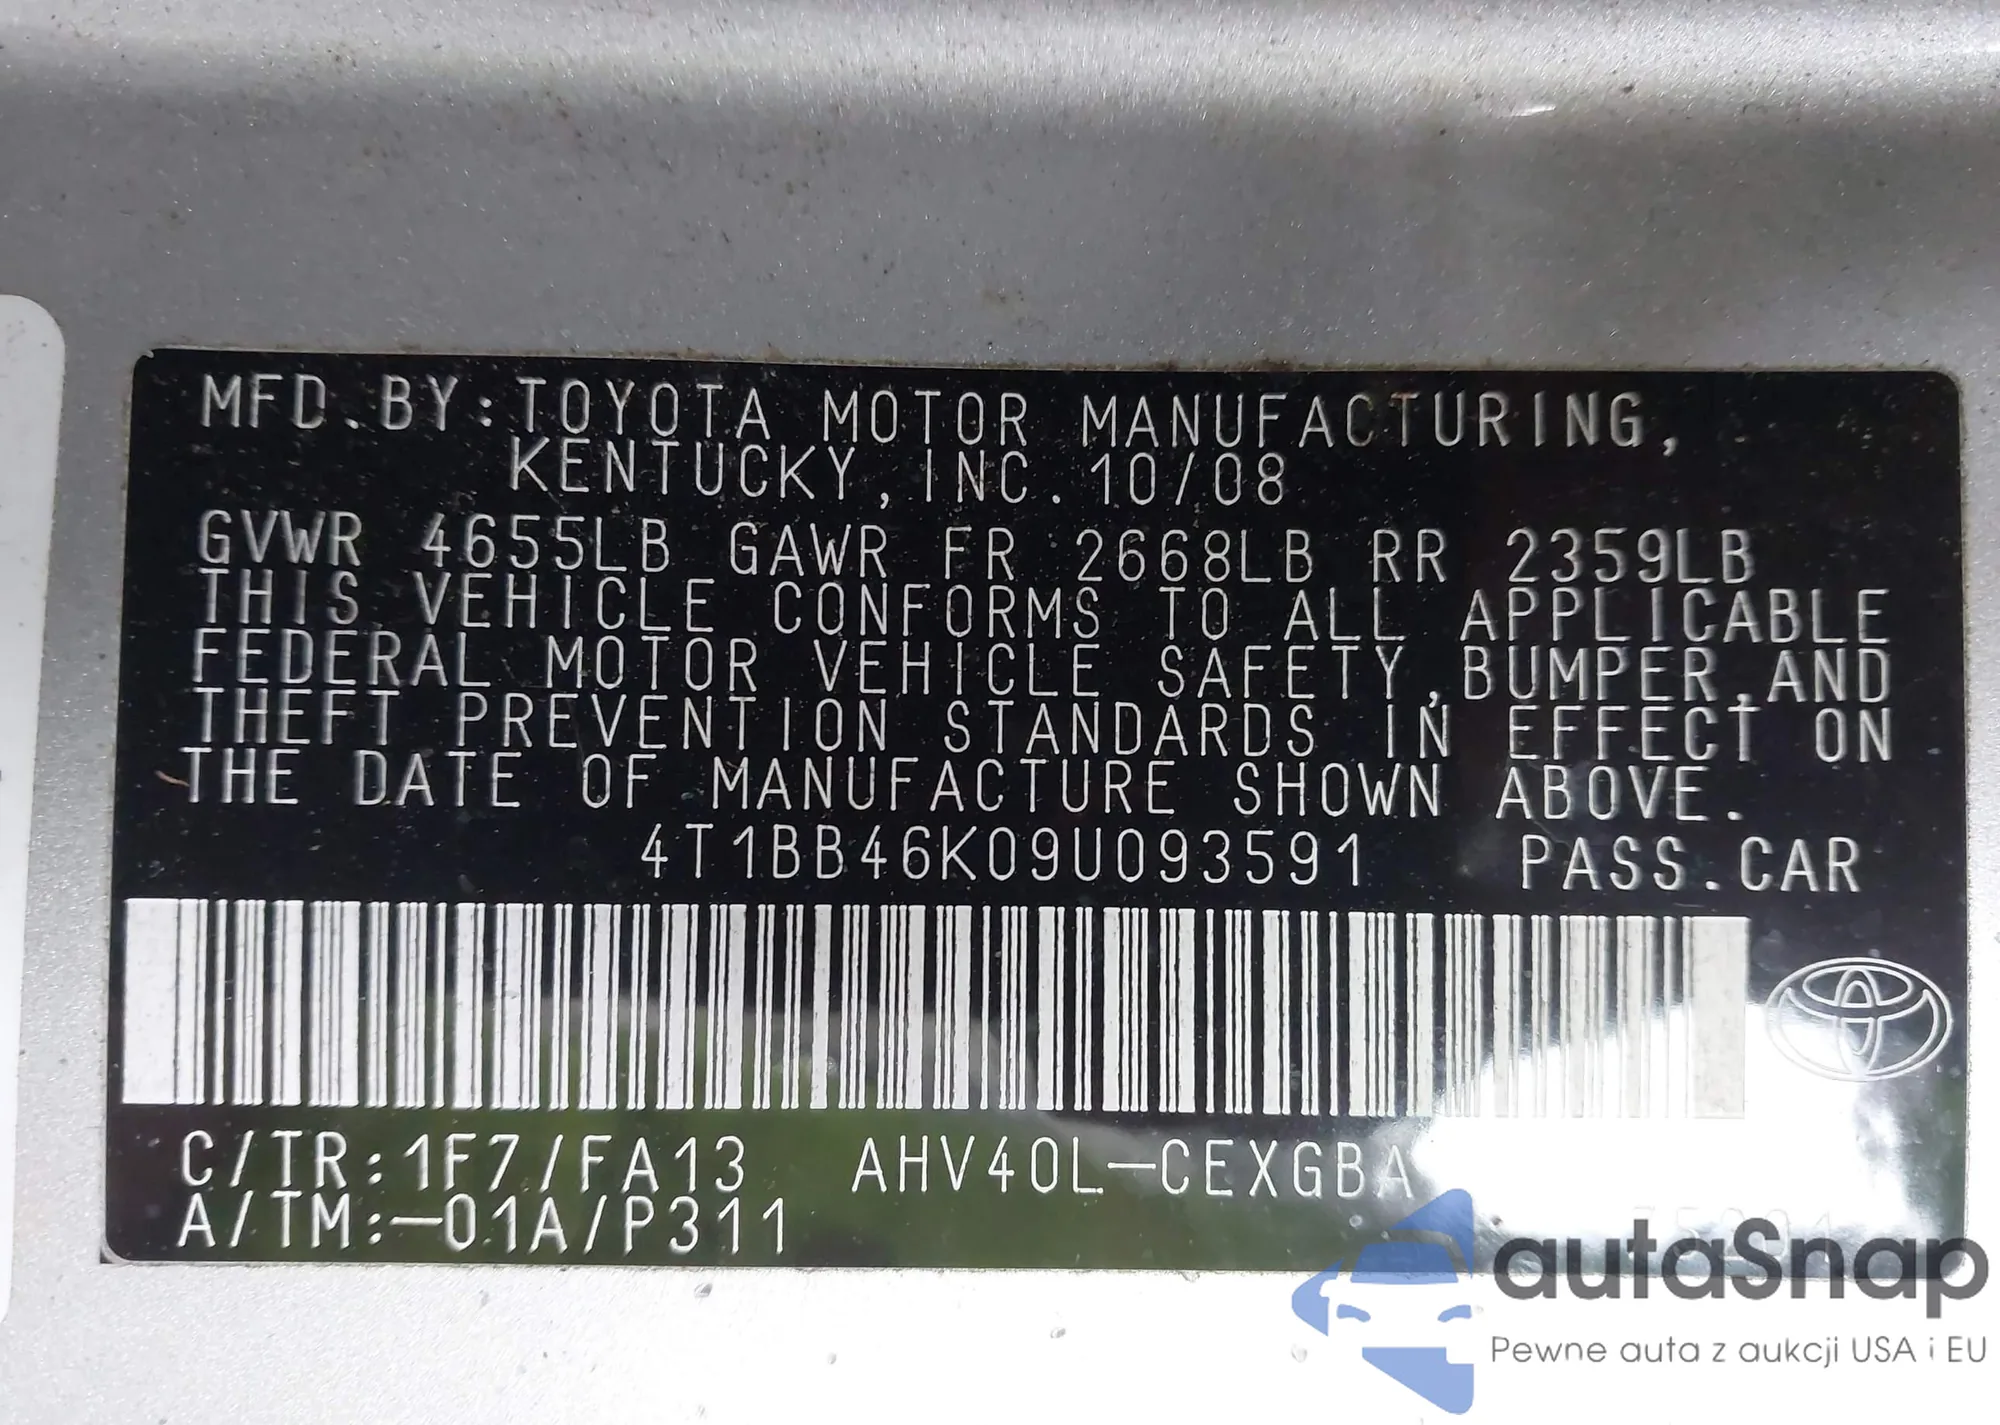 MFD.BY:TOYOTA MOTOR MANUFACTURING,
KENTUCKY,INC.10/08
GVWR 4655LB GAWR FR 2668LB RR 2359LB
THIS VEHICLE CONFORMS TO ALL APPLICABLE
FEDERAL MOTOR VEHICLE SAFETY,BUMPER,AND
THEFT PREVENTION STANDARDS IN EFFECT ON
THE DATE OF MANUFACTURE SHOWN ABOVE.
4T1BB46K09U093591 PASS.CAR
C/TR:1F7/FA13 AHV40L-CEXGBA
A/TM:-01A/P311
autaSnap
Pewne auta z aukcji USA i EU